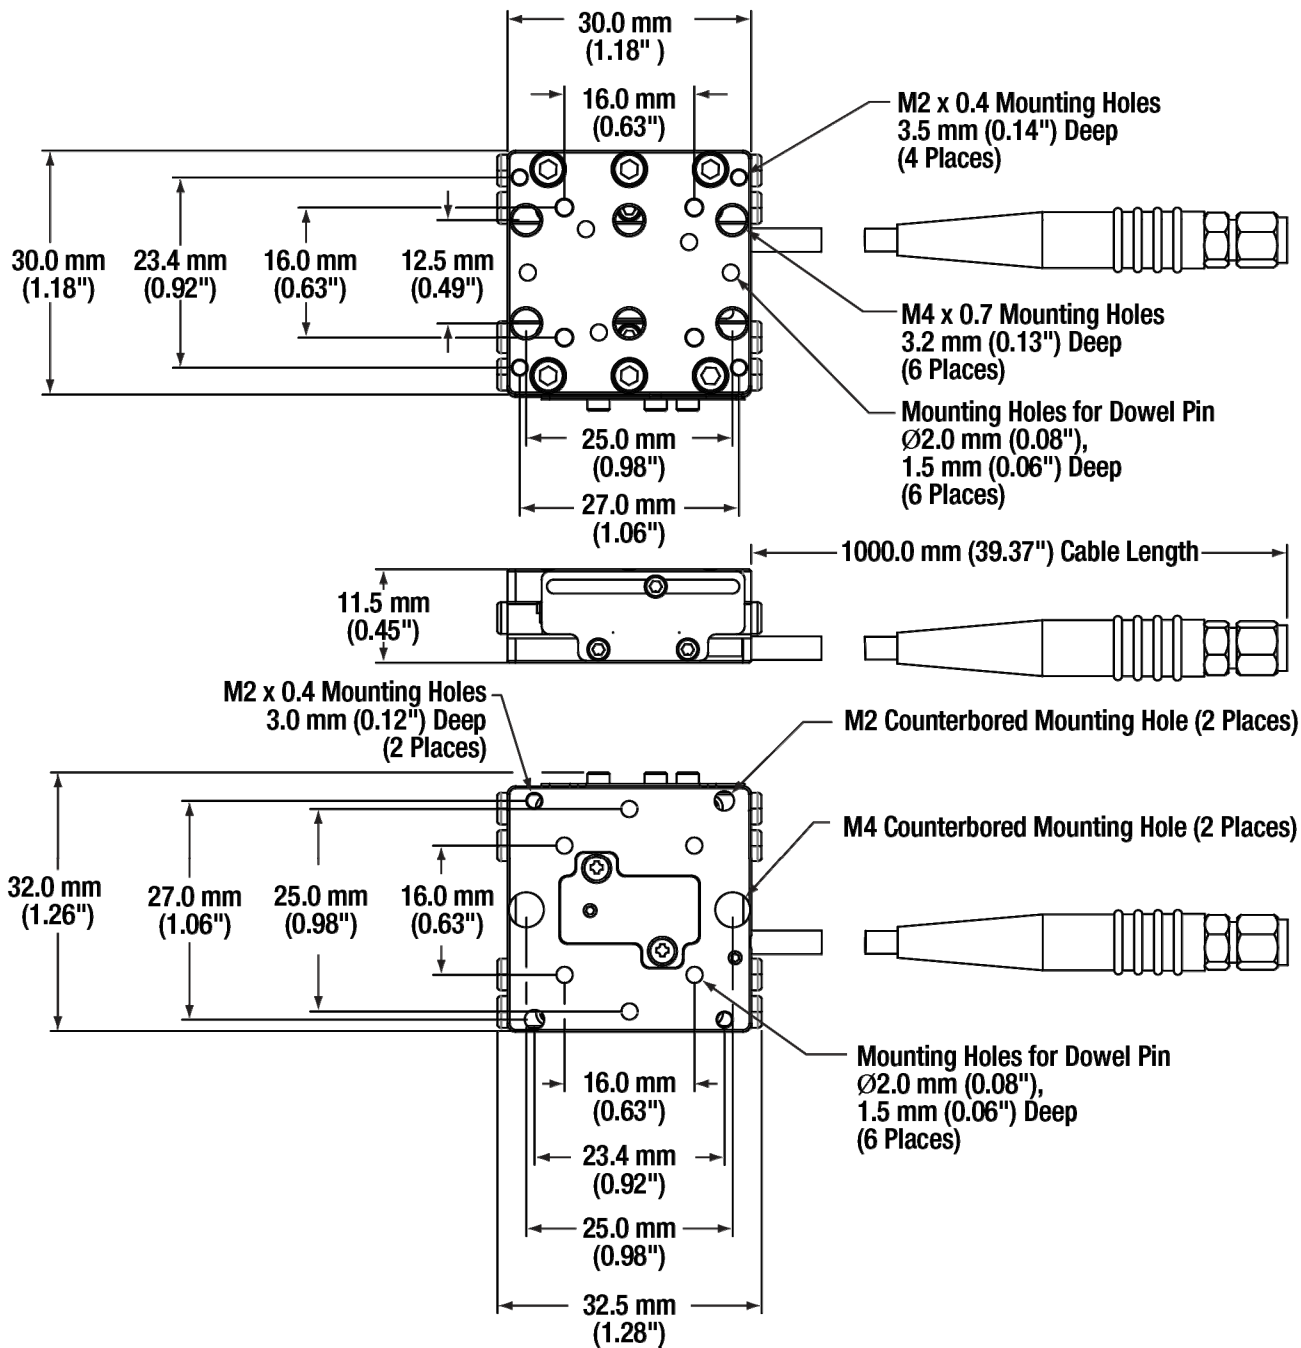 30.0 mm
(1.18" )
16.0 mm
(0.63")
M2 x 0.4 Mounting Holes
3.5 mm (0.14") Deep
(4 Places)
30.0 mm
(1.18")
23.4 mm
(0.92")
16.0 mm
(0.63")
12.5 mm
(0.49")
M4 x 0.7 Mounting Holes
3.2 mm (0.13") Deep
(6 Places)
Mounting Holes for Dowel Pin
Ø2.0 mm (0.08"),
1.5 mm (0.06") Deep
(6 Places)
25.0 mm
(0.98")
27.0 mm
(1.06")
1000.0 mm (39.37") Cable Length
11.5 mm
(0.45")
M2 x 0.4 Mounting Holes
3.0 mm (0.12") Deep
(2 Places)
M2 Counterbored Mounting Hole (2 Places)
M4 Counterbored Mounting Hole (2 Places)
32.0 mm
(1.26")
27.0 mm
(1.06")
25.0 mm
(0.98")
16.0 mm
(0.63")
Mounting Holes for Dowel Pin
Ø2.0 mm (0.08"),
1.5 mm (0.06") Deep
(6 Places)
16.0 mm
(0.63")
23.4 mm
(0.92")
25.0 mm
(0.98")
32.5 mm
(1.28")